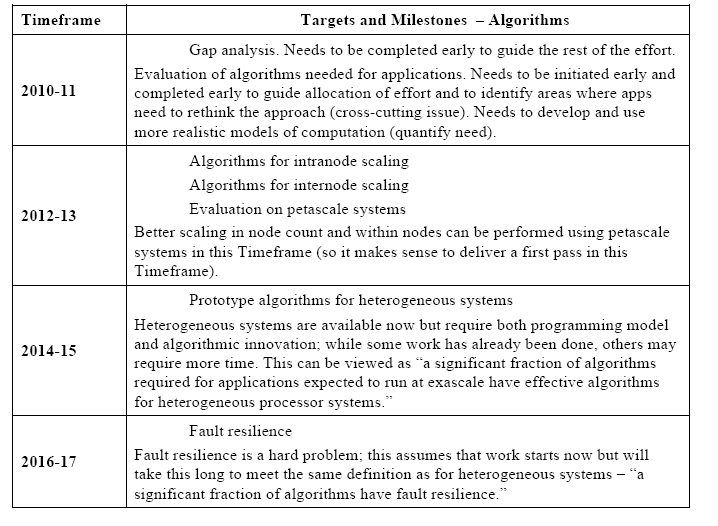 Timeframe
Targets and Milestones – Algorithms
2010-11
Gap analysis. Needs to be completed early to guide the rest of the effort.
Evaluation of algorithms needed for applications. Needs to be initiated early and
completed early to guide allocation of effort and to identify areas where apps
need to rethink the approach (cross-cutting issue). Needs to develop and use
more realistic models of computation (quantify need).
2012-13
Algorithms for intranode scaling
Algorithms for internode scaling
Evaluation on petascale systems
Better scaling in node count and within nodes can be performed using petascale
systems in this Timeframe (so it makes sense to deliver a first pass in this
Timeframe).
2014-15
Prototype algorithms for heterogeneous systems
Heterogeneous systems are available now but require both programming model
and algorithmic innovation; while some work has already been done, others may
require more time. This can be viewed as “a significant fraction of algorithms
required for applications expected to run at exascale have effective algorithms
for heterogeneous processor systems.”
2016-17
Fault resilience
Fault resilience is a hard problem; this assumes that work starts now but will
take this long to meet the same definition as for heterogeneous systems – “a
significant fraction of algorithms have fault resilience.”